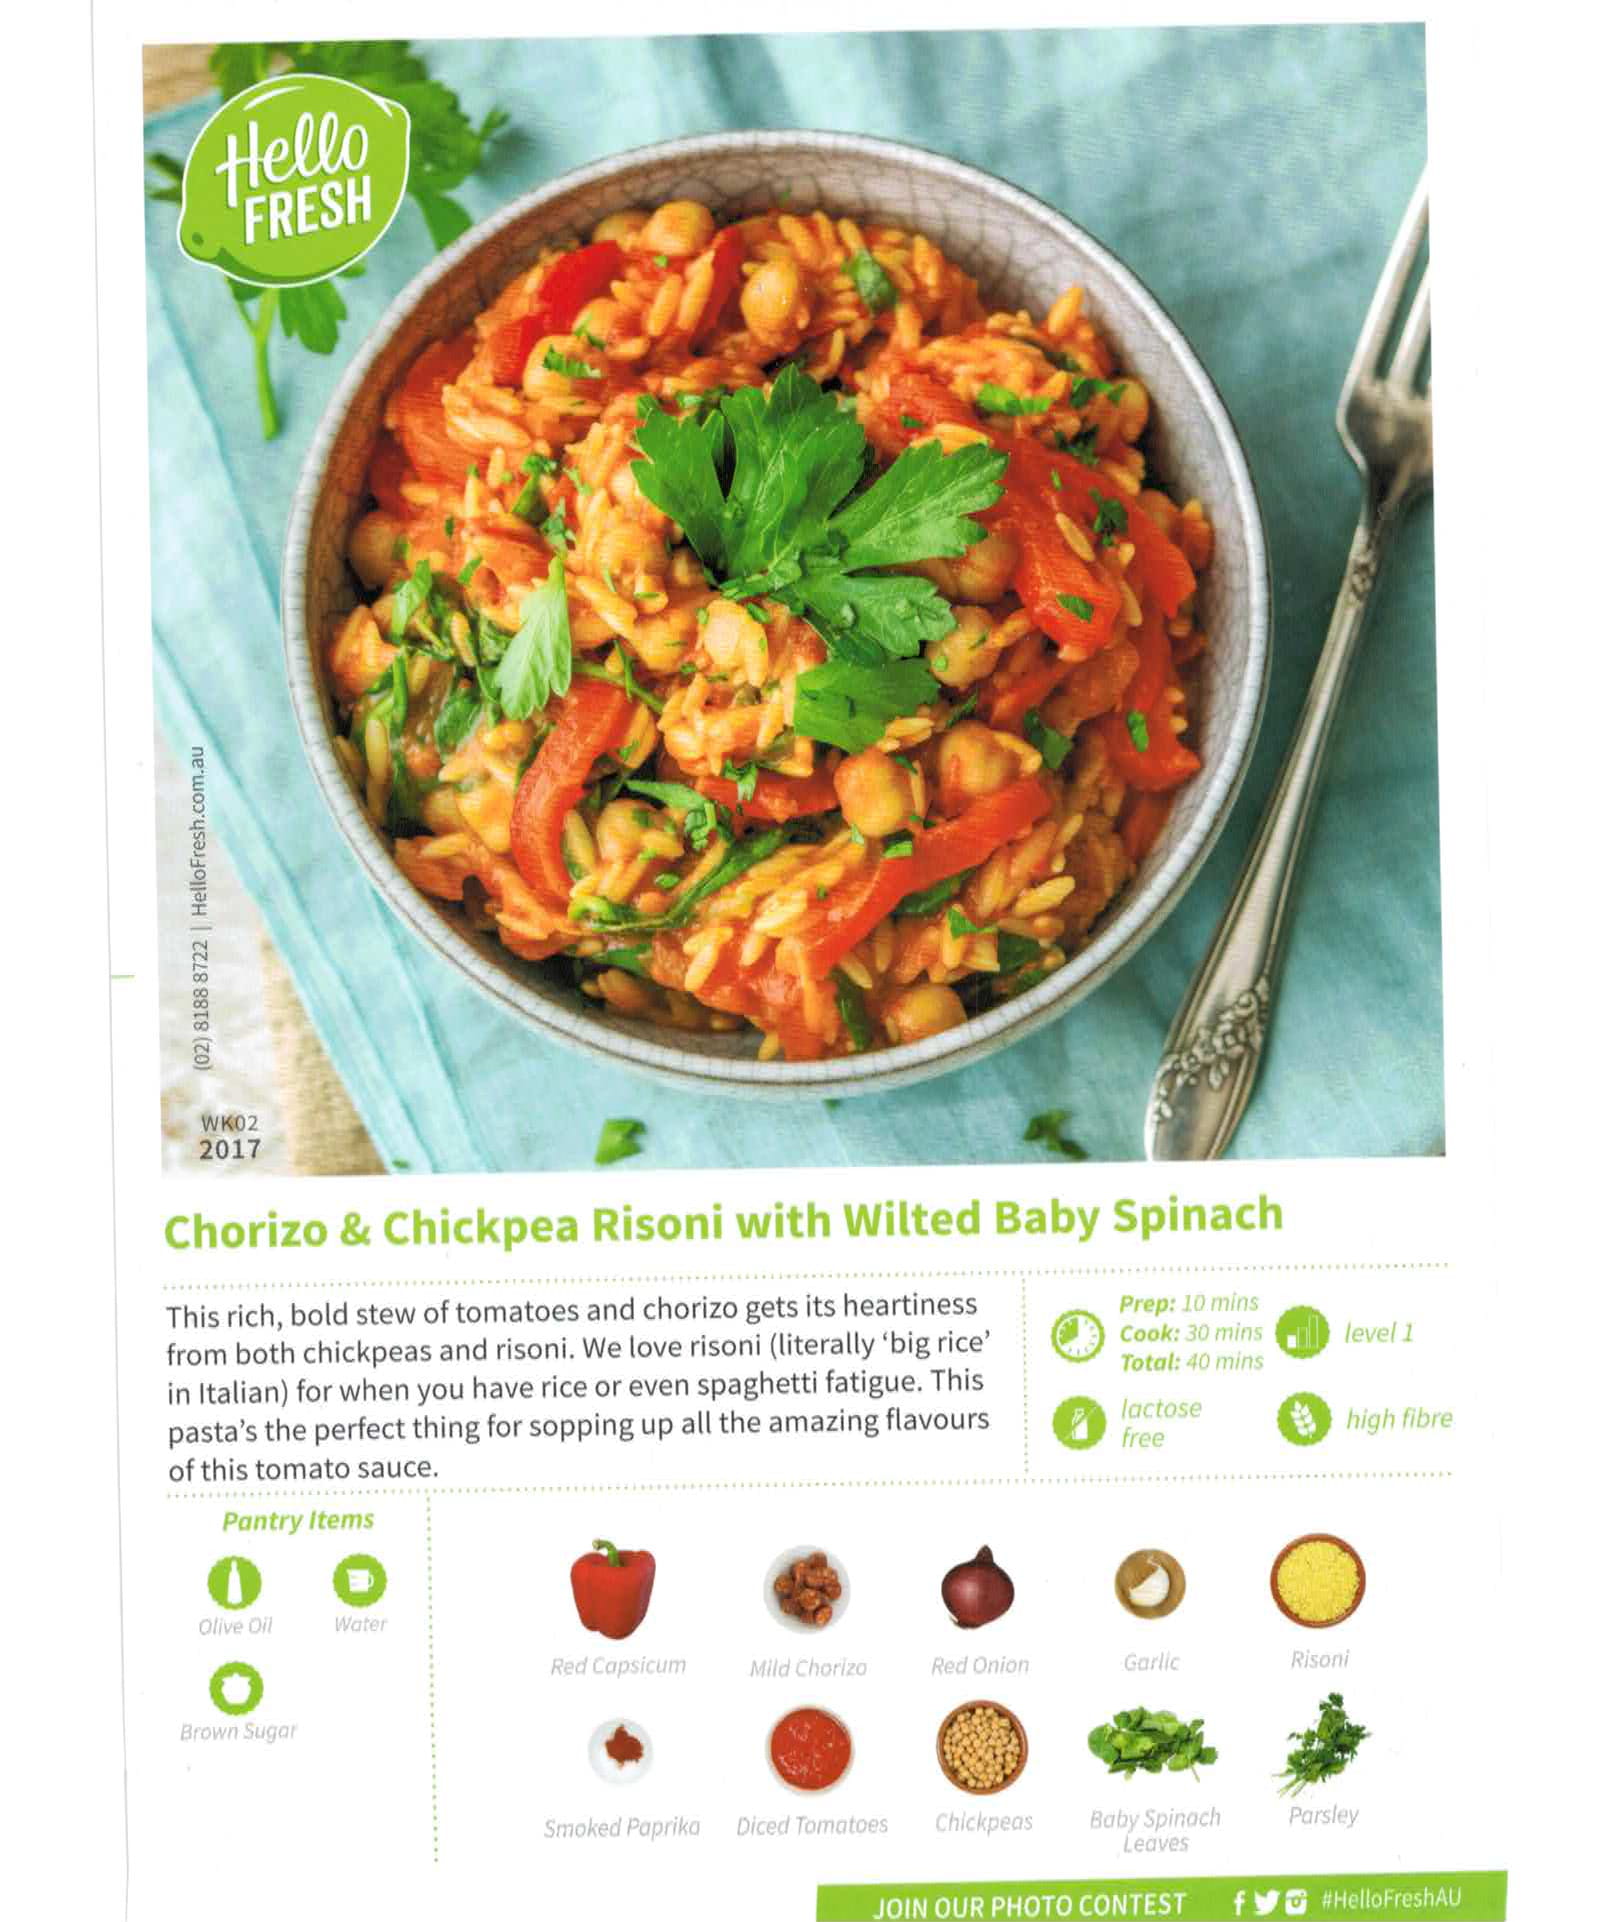 Hello
FRESH
(02) 8188 8722 | HelloFresh.com.au
WK02
2017
Chorizo & Chickpea Risoni with Wilted Baby Spinach
This rich, bold stew of tomatoes and chorizo gets its heartiness
from both chickpeas and risoni. We love risoni (literally ‘big rice’
in Italian) for when you have rice or even spaghetti fatigue. This
pasta’s the perfect thing for sopping up all the amazing flavours
of this tomato sauce.
Prep: 10 mins
Cook: 30 mins
Total: 40 mins
level 1
lactose
free
high fibre
Pantry Items
Olive Oil
Water
Brown Sugar
Red Capsicum
Mild Chorizo
Red Onion
Garlic
Risoni
Smoked Paprika
Diced Tomatoes
Chickpeas
Baby Spinach
Leaves
Parsley
JOIN OUR PHOTO CONTEST
#HelloFreshAU